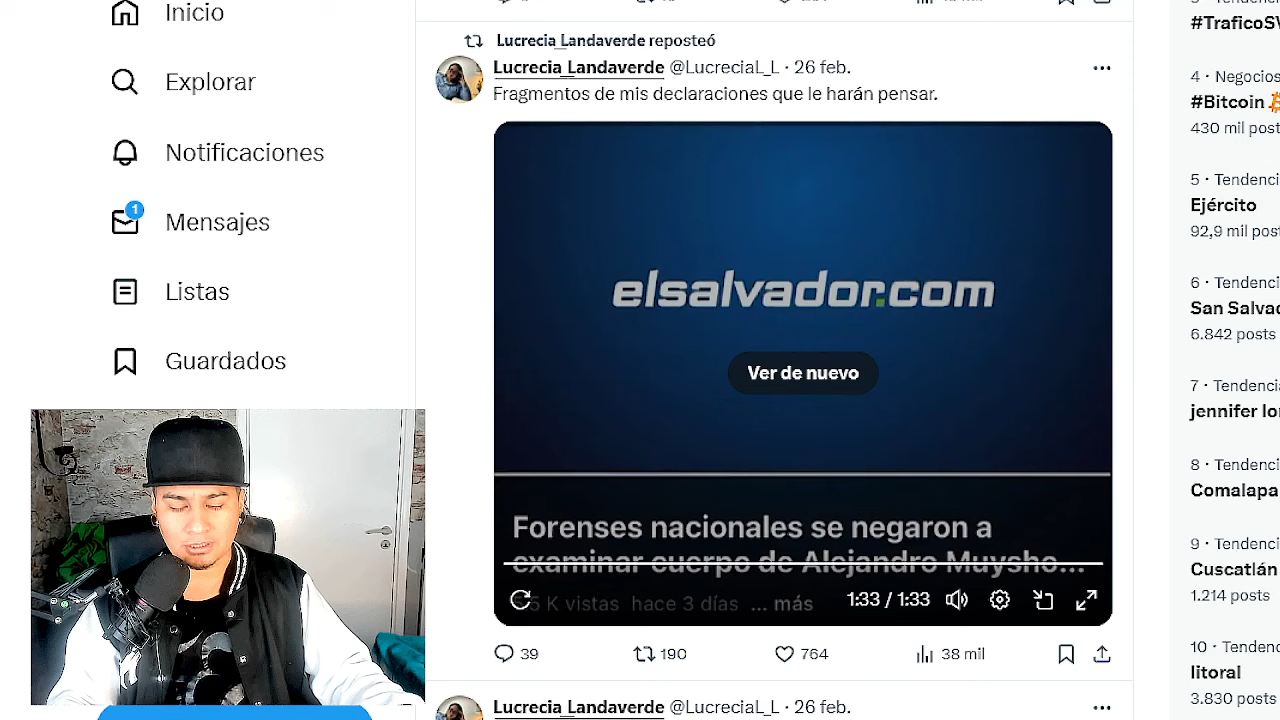 Inicio
Explorar
Notificaciones
1
Mensajes
Listas
Guardados
Lucrecia_Landaverde reposteó
Lucrecia_Landaverde @LucreciaL_L · 26 feb.
Fragmentos de mis declaraciones que le harán pensar.
elsalvador.com
Ver de nuevo
Forenses nacionales se negaron a
examinar cuerpo de Alejandro Muysho...
K vistas hace 3 días ... más
1:33 / 1:33
39
190
764
38 mil
Lucrecia_Landaverde @LucreciaL_L · 26 feb.
#TraficoSV
4 · Negocios
#Bitcoin
430 mil post
5 · Tendenci
Ejército
92,9 mil post
6 · Tendenci
San Salvad
6.842 posts
7 · Tendenci
jennifer lo
8 · Tendenci
Comalapa
9 · Tendenci
Cuscatlán
1.214 posts
10 · Tendenc
litoral
3.830 posts